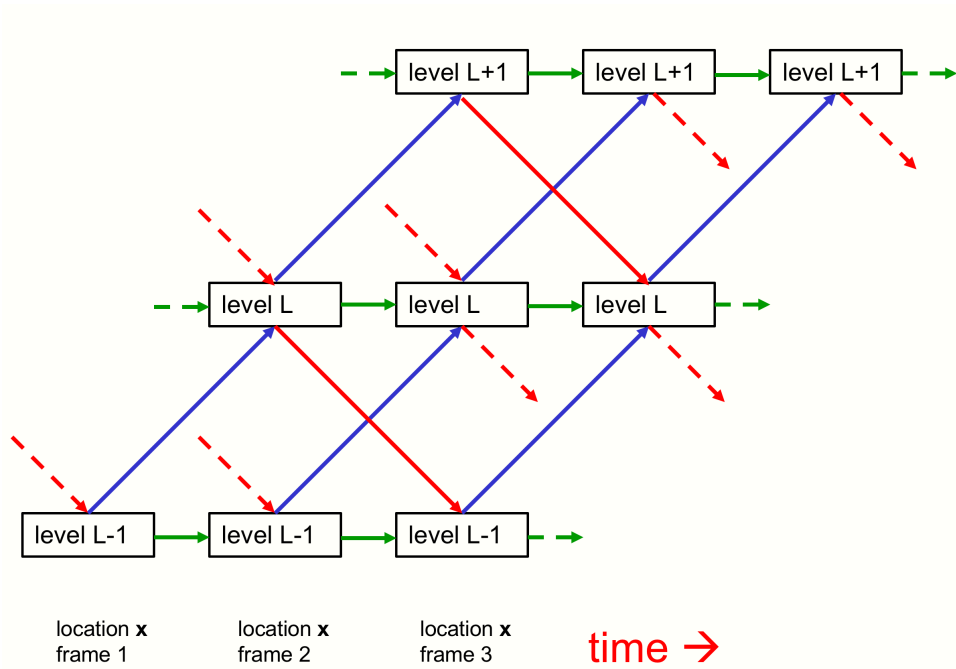 level L+1
level L+1
level L+1
level L
level L
level L
level L-1
level L-1
level L-1
location x
frame 1
location x
frame 2
location x
frame 3
time →